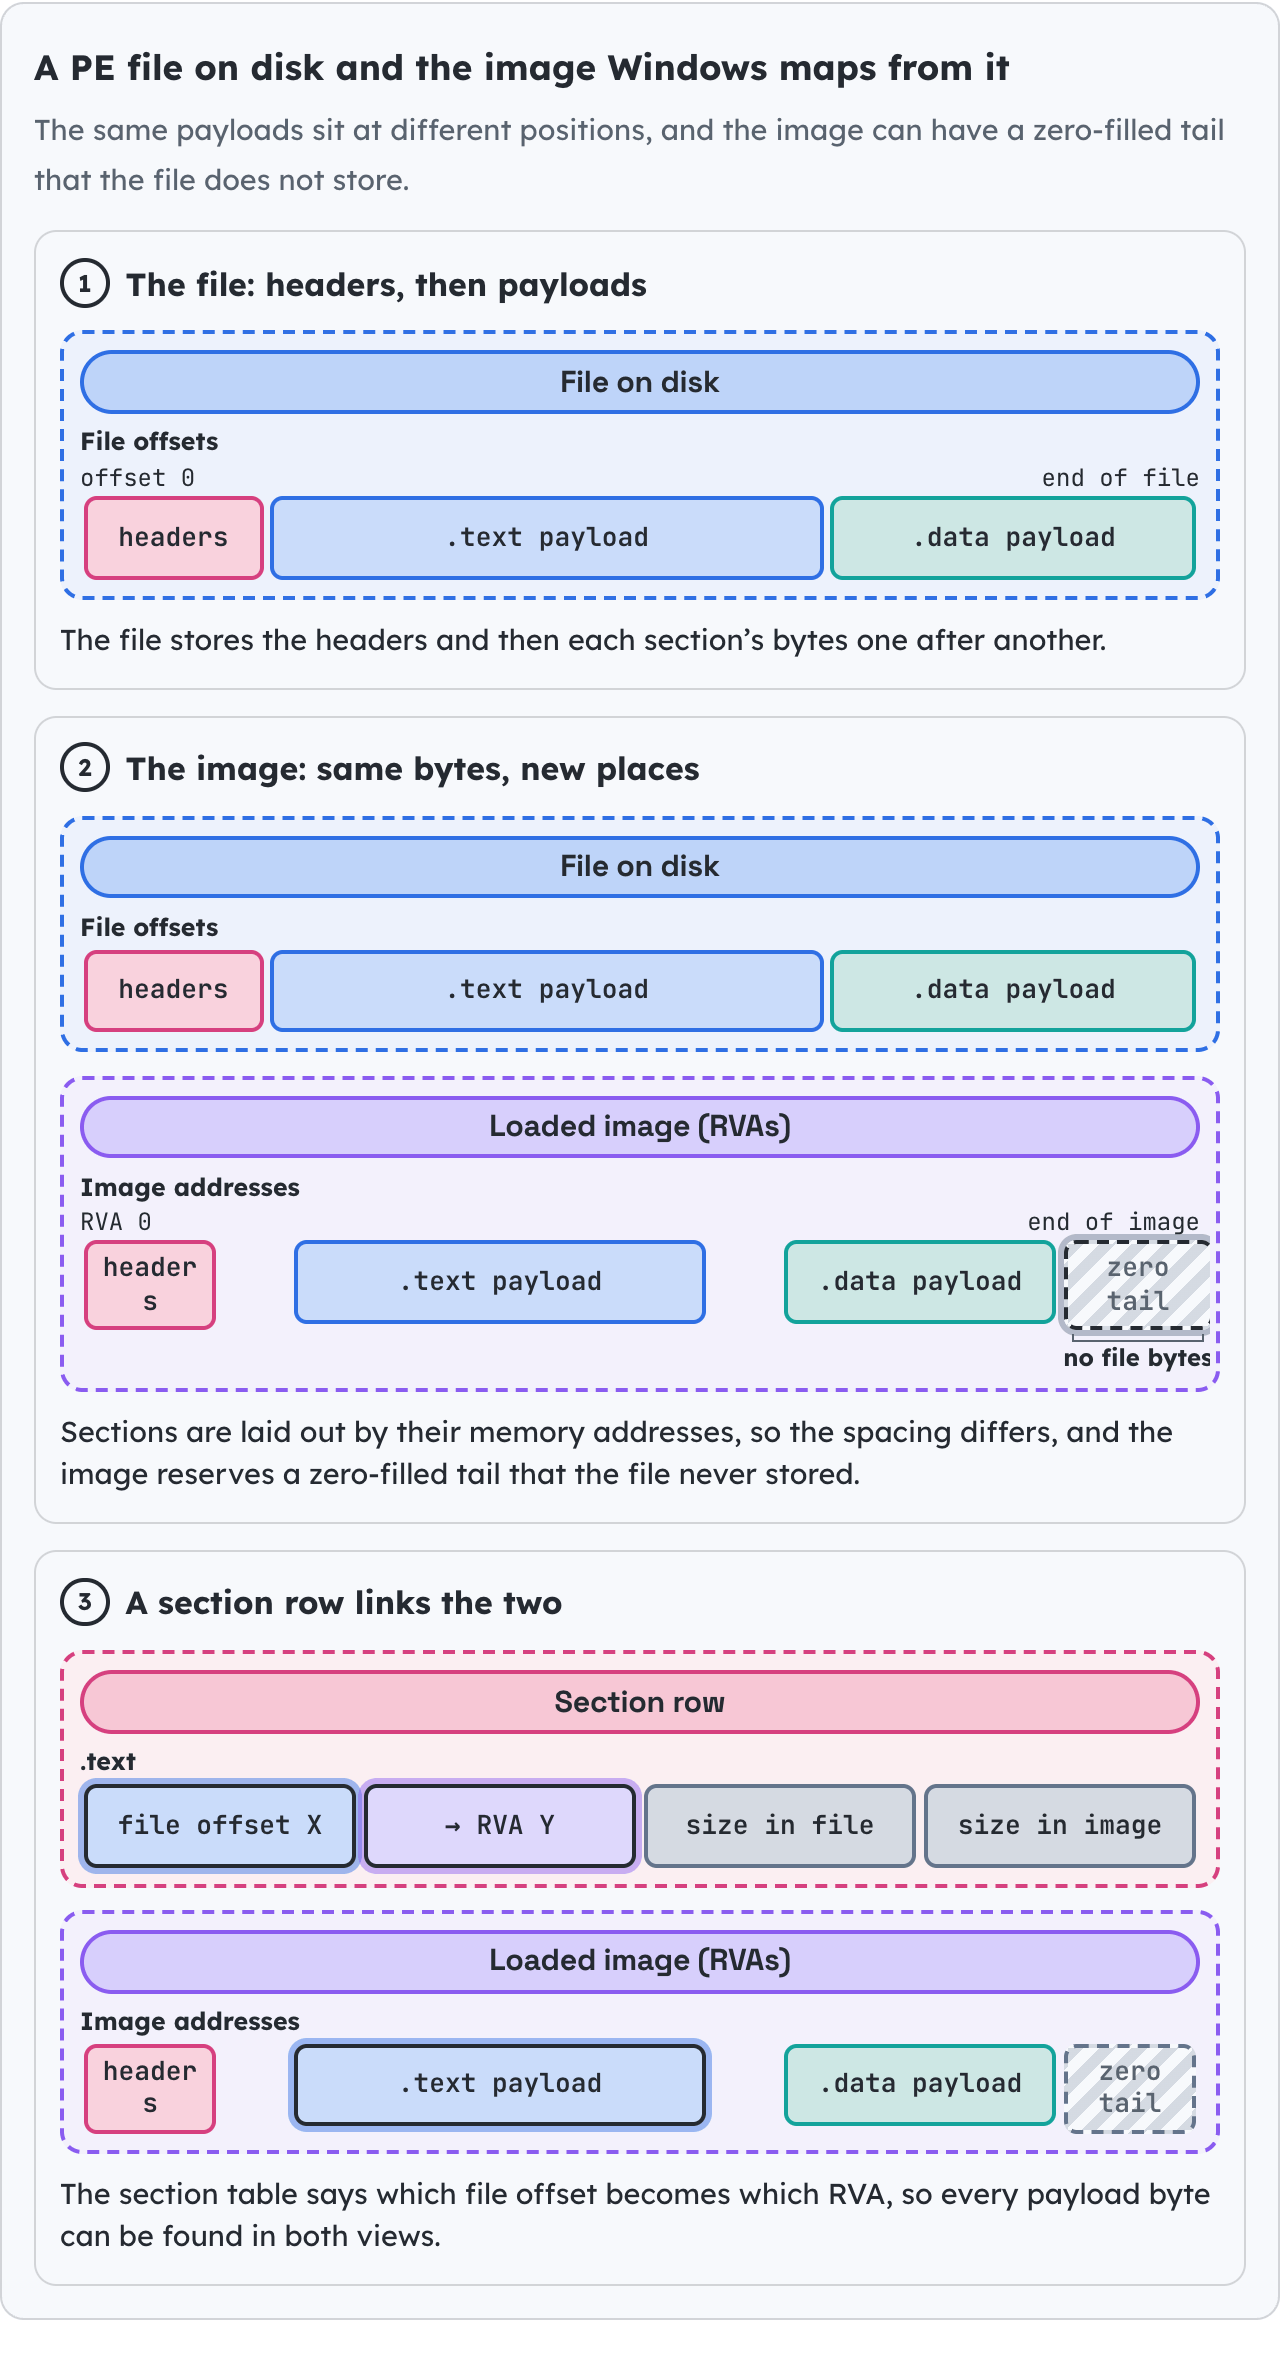 A PE file on disk and the image Windows maps from it
The same payloads sit at different positions, and the image can have a zero-filled tail
that the file does not store.
1 The file: headers, then payloads
File on disk
File offsets
offset 0 end of file
headers .text payload .data payload
The file stores the headers and then each section’s bytes one after another.
2 The image: same bytes, new places
File on disk
File offsets
headers .text payload .data payload
Loaded image (RVAs)
Image addresses
RVA 0 end of image
header
s
.text payload .data payload
zero
tail
no file bytes
Sections are laid out by their memory addresses, so the spacing differs, and the
image reserves a zero-filled tail that the file never stored.
3 A section row links the two
Section row
.text
file offset X → RVA Y size in file size in image
Loaded image (RVAs)
Image addresses
header
s
.text payload .data payload
zero
tail
The section table says which file offset becomes which RVA, so every payload byte
can be found in both views.